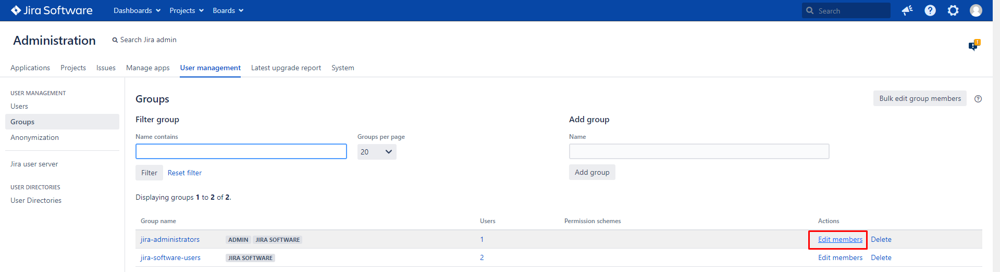 Jira Software Dashboards Projects Boards Search
Administration Search Jira admin
1
Applications Projects Issues Manage apps User management Latest upgrade report System
USER MANAGEMENT
Users
Groups
Anonymization
Jira user server
USER DIRECTORIES
User Directories
Groups Bulk edit group members
Filter group Add group
Name contains Groups per page Name
20
Filter Reset filter Add group
Displaying groups 1 to 2 of 2.
Group name Users Permission schemes Actions
jira-administrators ADMIN JIRA SOFTWARE 1 Edit members Delete
jira-software-users JIRA SOFTWARE 2 Edit members Delete